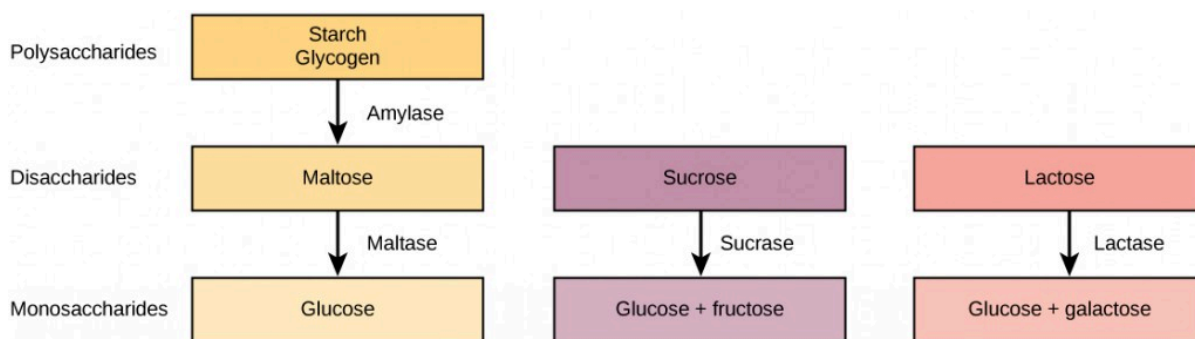 Polysaccharides
Starch
Glycogen
Amylase
Disaccharides
Maltose
Sucrose
Lactose
Maltase
Sucrase
Lactase
Monosaccharides
Glucose
Glucose + fructose
Glucose + galactose